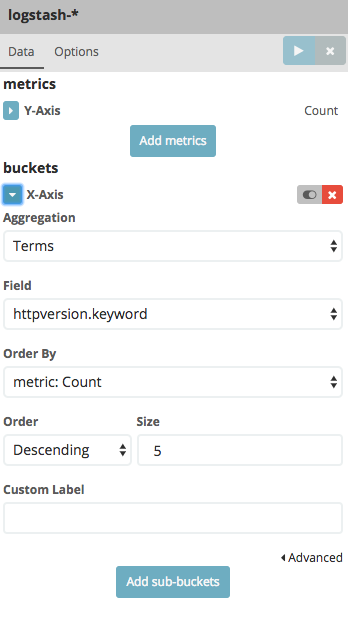 logstash-*
Data Options
metrics
Y-Axis Count
Add metrics
buckets
X-Axis
Aggregation
Terms
Field
httpversion.keyword
Order By
metric: Count
Order Size
Descending 5
Custom Label
Advanced
Add sub-buckets